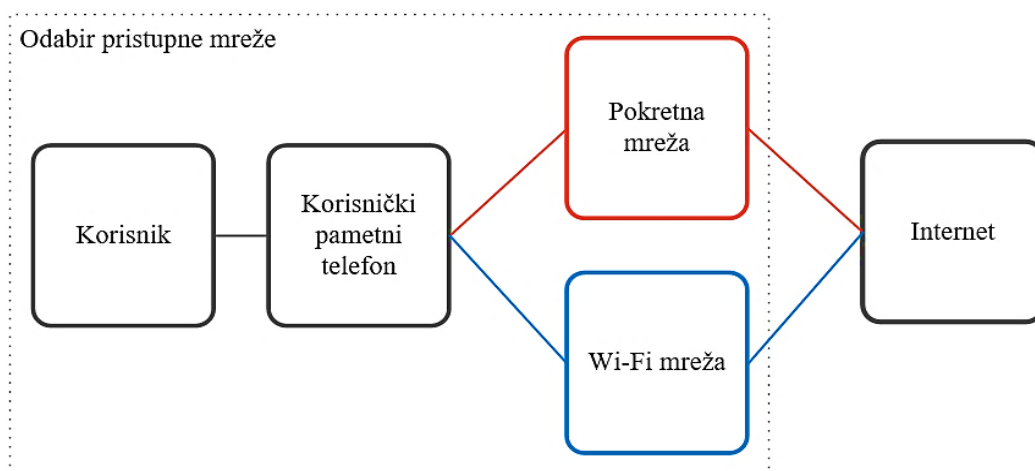 Odabir pristupne mreže
Korisnik
Korisnički
pametni
telefon
Pokretna
mreža
Wi-Fi mreža
Internet